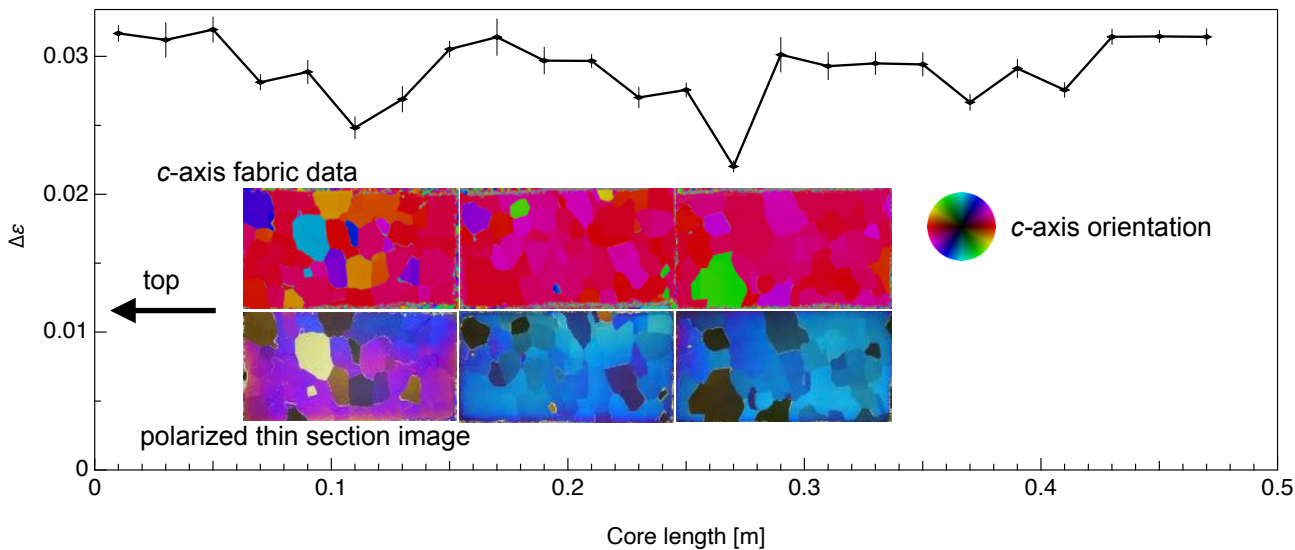 0.03
0.02
0.01
0
Δε
c-axis fabric data
c-axis orientation
top
polarized thin section image
0
0.1
0.2
0.3
0.4
0.5
Core length [m]